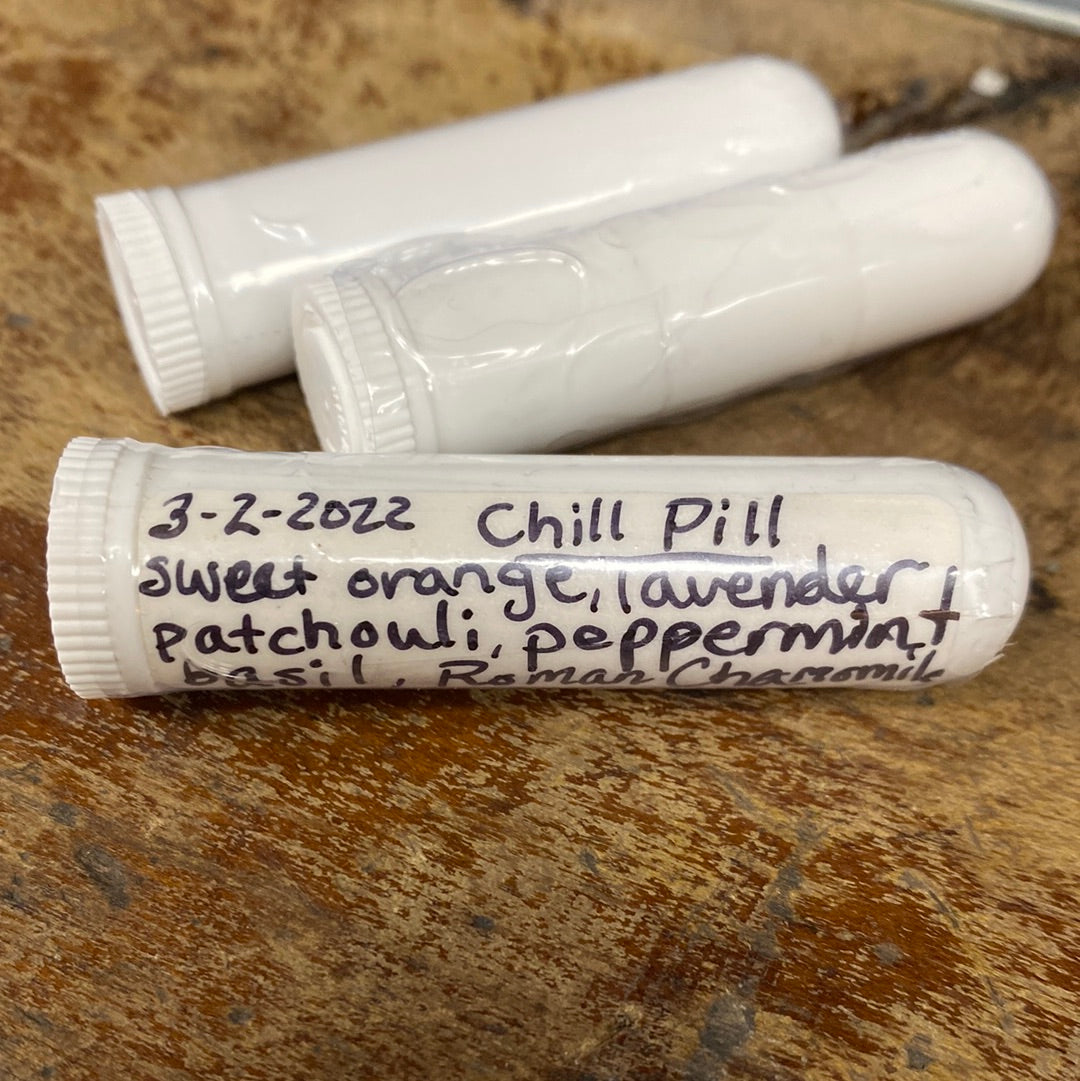 3-2-2022 Chill Pill
sweet orange, lavender,
patchouli, peppermint
basil, Roman Chamomile